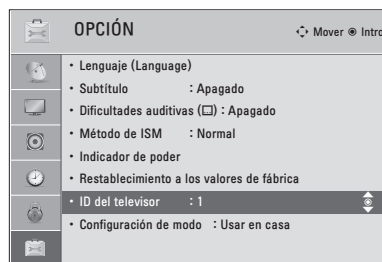 OPCIÓN Mover Intro
• Lenguaje (Language)
• Subtítulo : Apagado
• Dificultades auditivas ( ) : Apagado
• Método de ISM : Normal
• Indicador de poder
• Restablecimiento a los valores de fábrica
• ID del televisor : 1
• Configuración de modo : Usar en casa